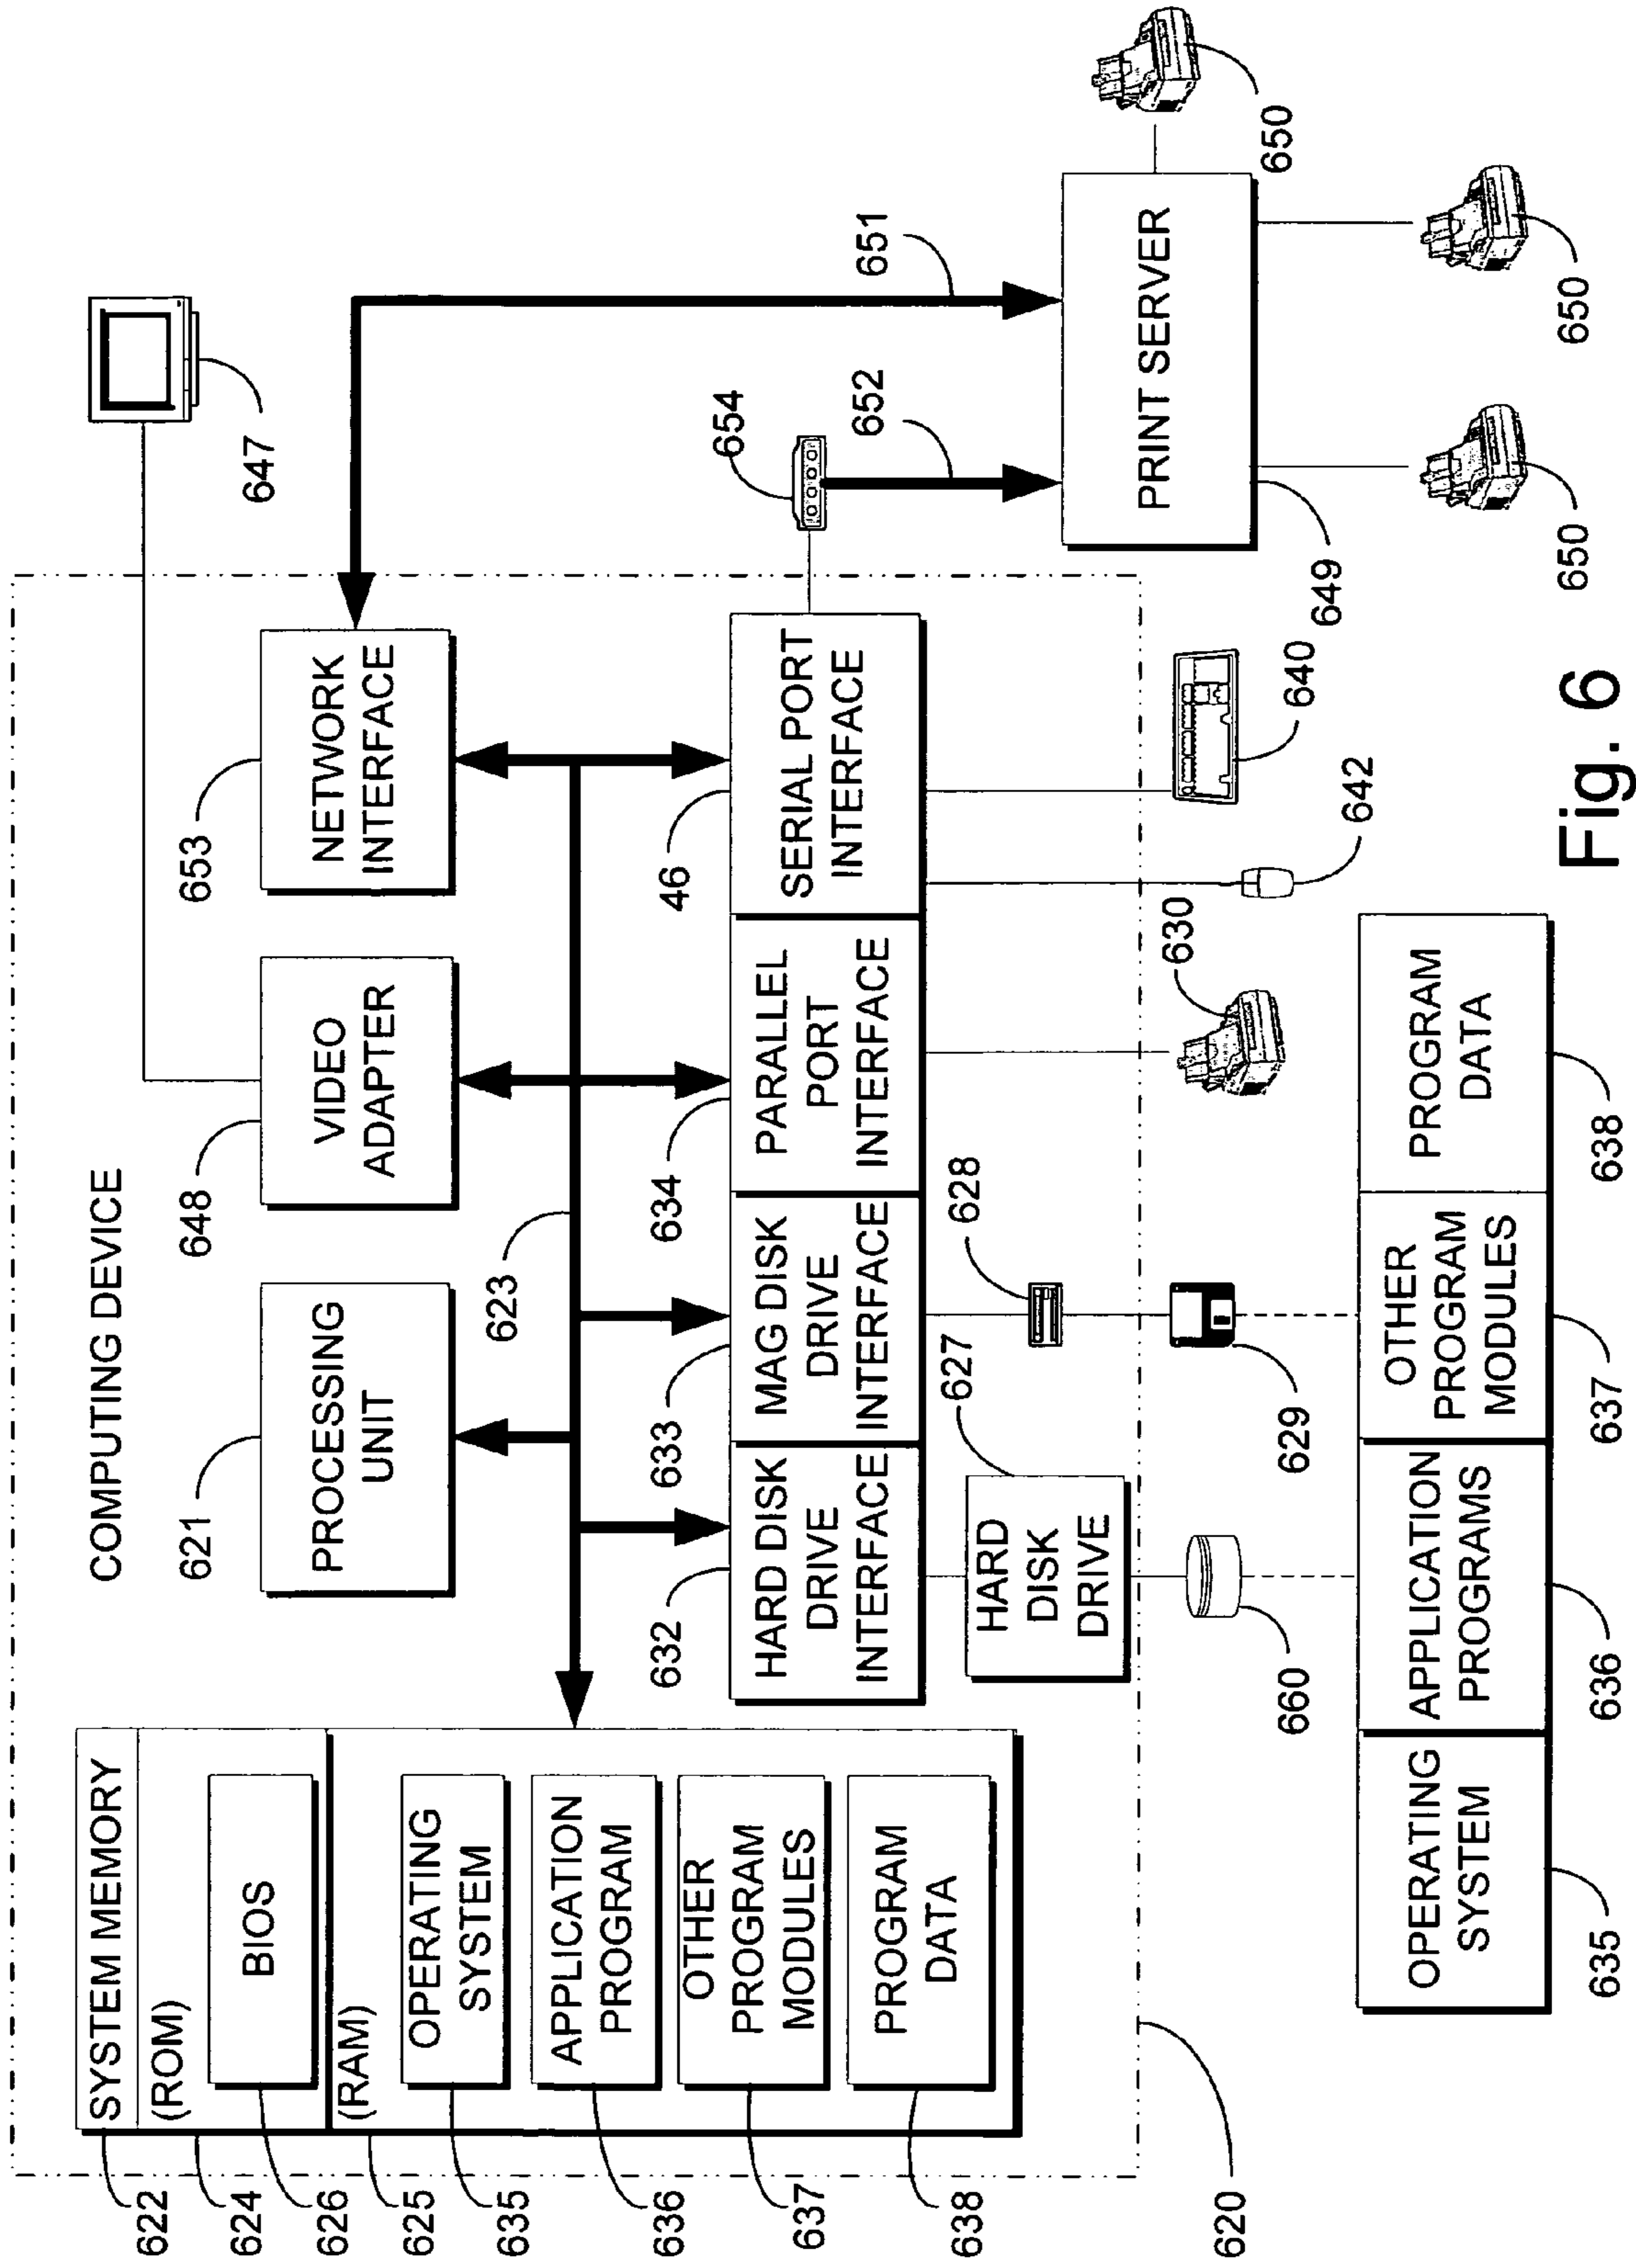 COMPUTING DEVICE
622
SYSTEM MEMORY
624
(ROM)
626
BIOS
625
(RAM)
635
OPERATING
SYSTEM
636
APPLICATION
PROGRAM
637
OTHER
PROGRAM
MODULES
638
PROGRAM
DATA
620
621
PROCESSING
UNIT
648
VIDEO
ADAPTER
653
NETWORK
INTERFACE
647
623
632
HARD DISK
DRIVE
INTERFACE
633
MAG DISK
DRIVE
INTERFACE
634
PARALLEL
PORT
INTERFACE
46
SERIAL PORT
INTERFACE
654
652
651
627
HARD
DISK
DRIVE
628
660
629
630
642
640
649
PRINT SERVER
650
650
650
OPERATING
SYSTEM
635
APPLICATION
PROGRAMS
636
OTHER
PROGRAM
MODULES
637
PROGRAM
DATA
638
Fig. 6